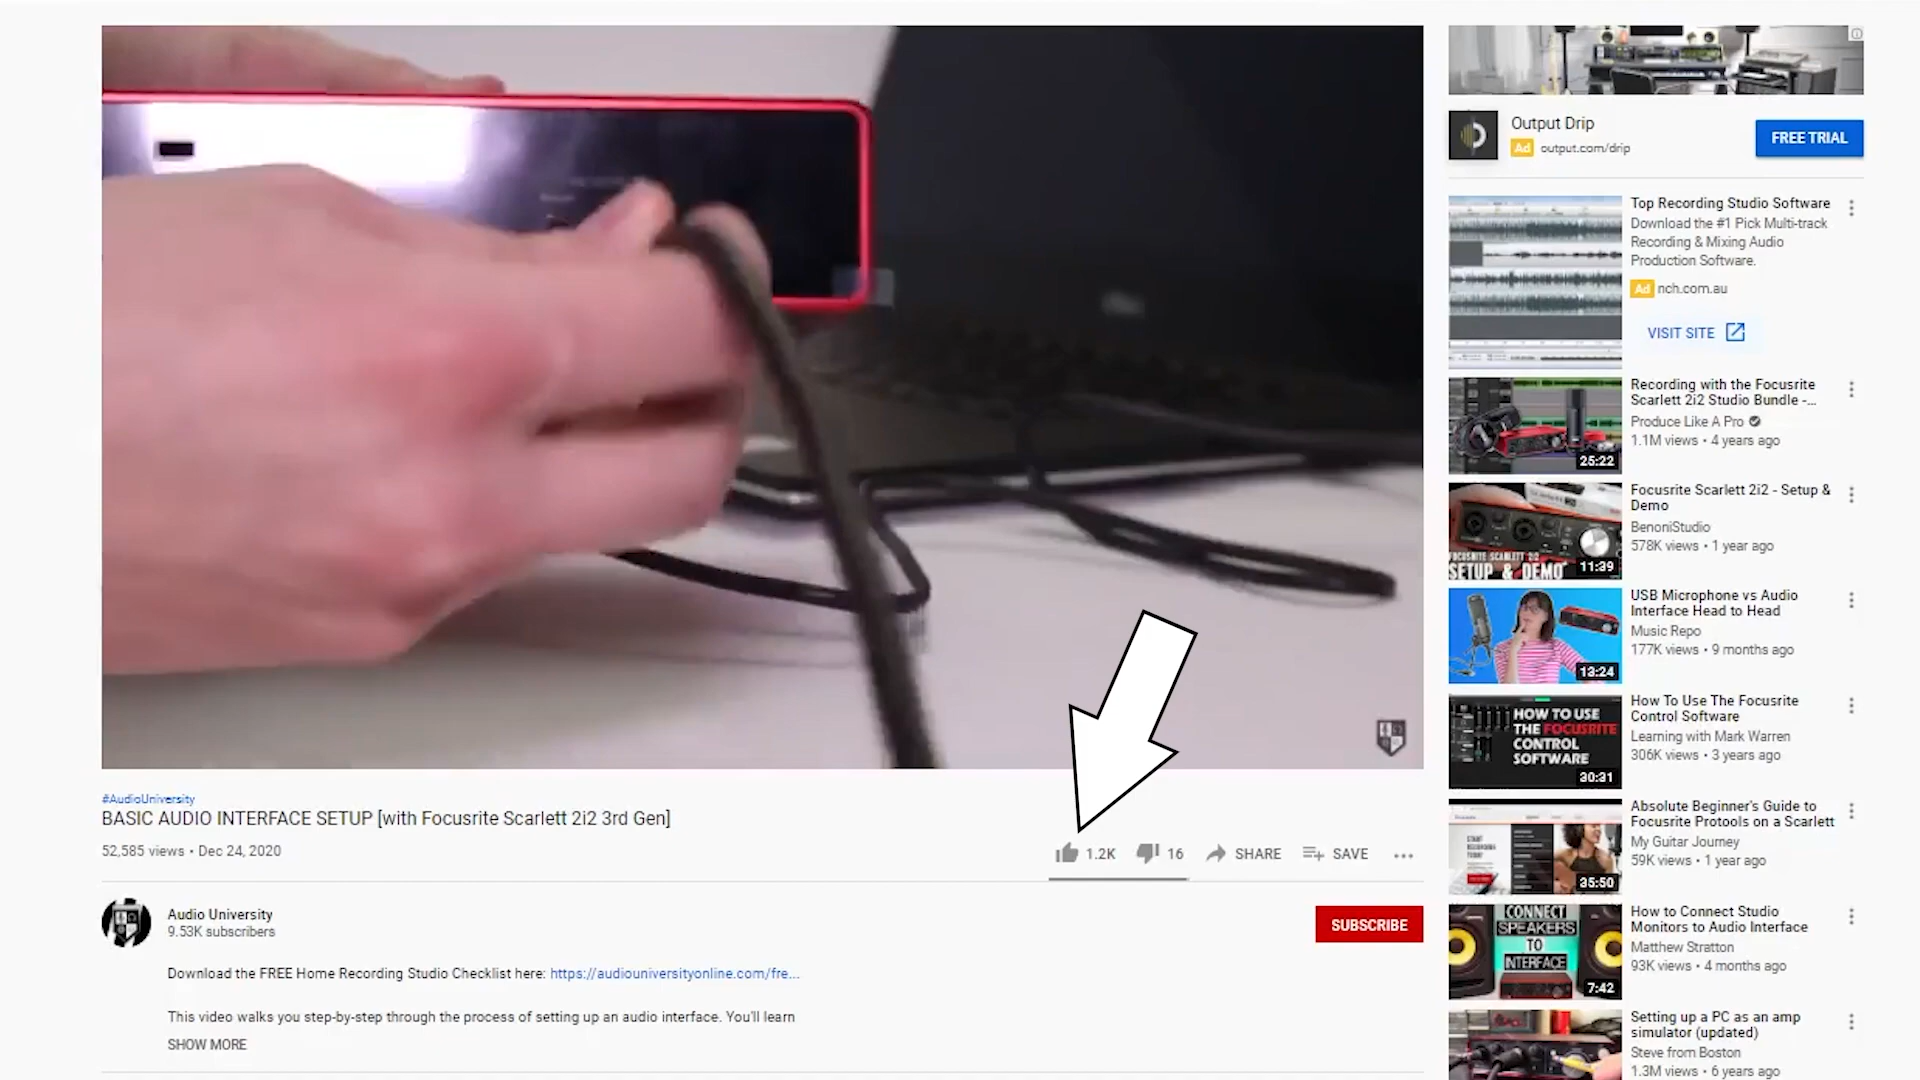 #AudioUniversity
BASIC AUDIO INTERFACE SETUP [with Focusrite Scarlett 2i2 3rd Gen]
52,585 views • Dec 24, 2020
1.2K
16
SHARE
SAVE
Audio University
9.53K subscribers
SUBSCRIBE
Download the FREE Home Recording Studio Checklist here: https://audiouniversityonline.com/fre...
This video walks you step-by-step through the process of setting up an audio interface. You'll learn
SHOW MORE
Output Drip
Ad output.com/drip
FREE TRIAL
Top Recording Studio Software
Download the #1 Pick Multi-track
Recording & Mixing Audio
Production Software.
Ad nch.com.au
VISIT SITE
25:22
Recording with the Focusrite
Scarlett 2i2 Studio Bundle -...
Produce Like A Pro
1.1M views • 4 years ago
FOCUSRITE SCARLETT 2i2
SETUP & DEMO
11:39
Focusrite Scarlett 2i2 - Setup &
Demo
BenoniStudio
578K views • 1 year ago
13:24
USB Microphone vs Audio
Interface Head to Head
Music Repo
177K views • 9 months ago
HOW TO USE
THE FOCUSRITE
CONTROL
SOFTWARE
30:31
How To Use The Focusrite
Control Software
Learning with Mark Warren
306K views • 3 years ago
35:50
Absolute Beginner's Guide to
Focusrite Protools on a Scarlett
My Guitar Journey
59K views • 1 year ago
CONNECT
SPEAKERS
TO
INTERFACE
7:42
How to Connect Studio
Monitors to Audio Interface
Matthew Stratton
93K views • 4 months ago
Setting up a PC as an amp
simulator (updated)
Steve from Boston
1.3M views • 6 years ago